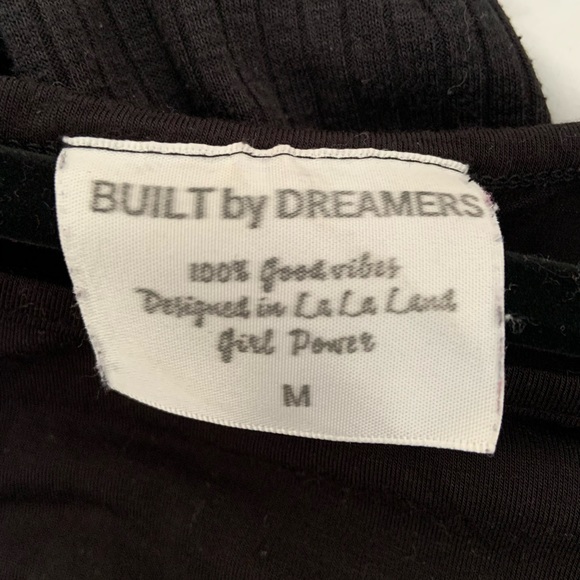 BUILT by DREAMERS
100% Good vibes
Designed in La La Land
Girl Power
M